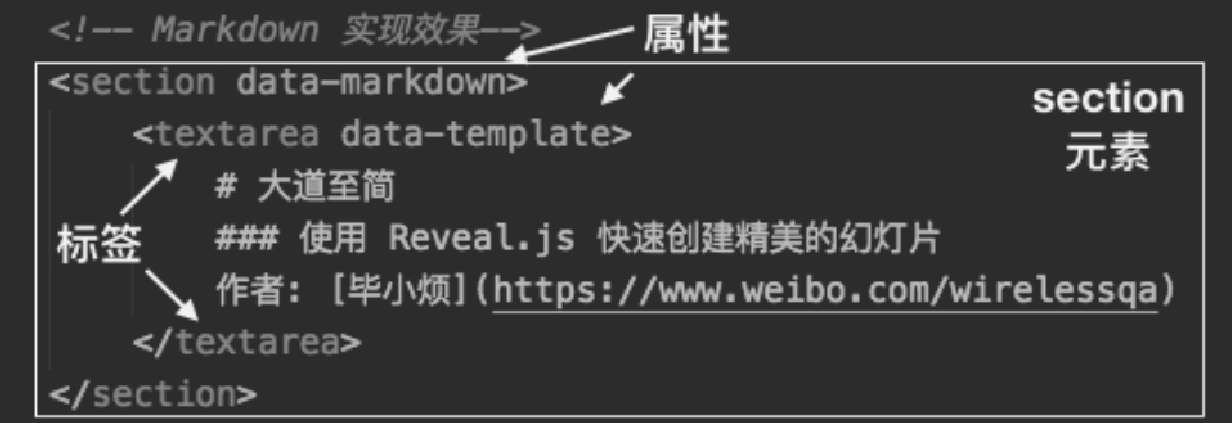 <!-- Markdown 实现效果-->
属性
<section data-markdown>
section
元素
<textarea data-template>
# 大道至简
标签
### 使用 Reveal.js 快速创建精美的幻灯片
作者: [毕小烦](https://www.weibo.com/wirelessqa)
</textarea>
</section>